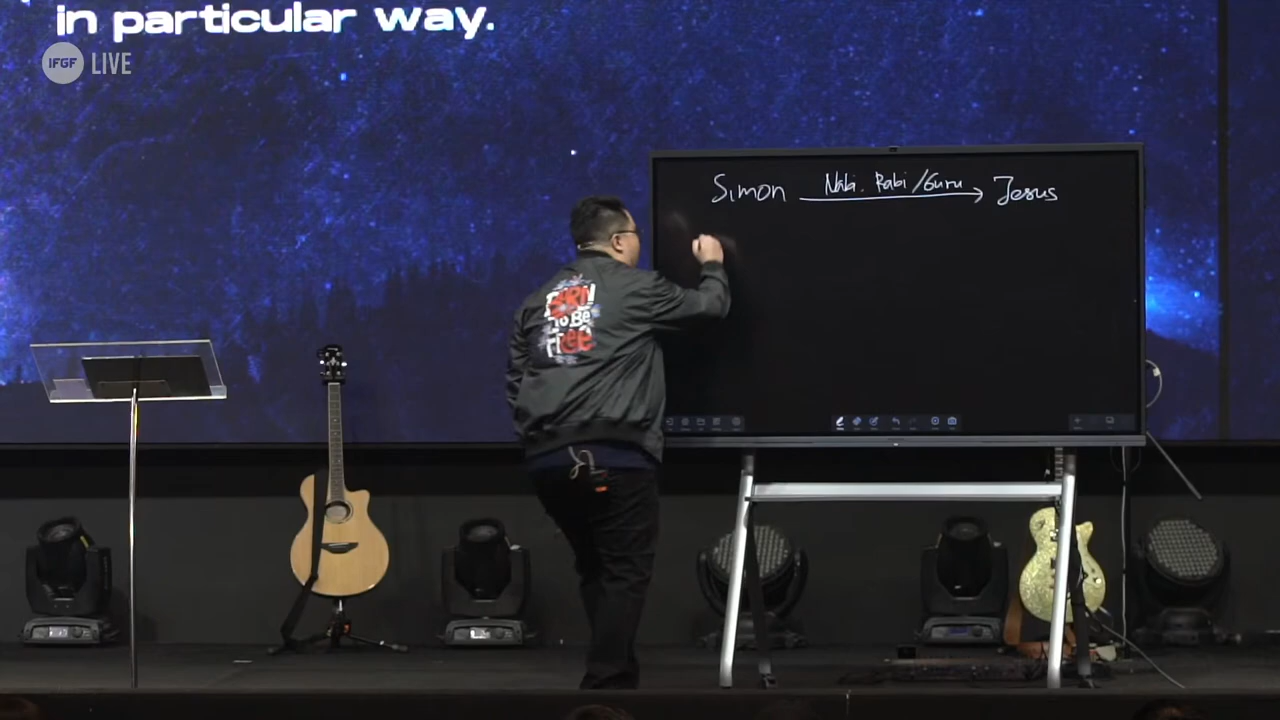 in particular way.
IFGF LIVE
Simon Nabi. Rabi/Guru Jesus
BORN
To Be
Free